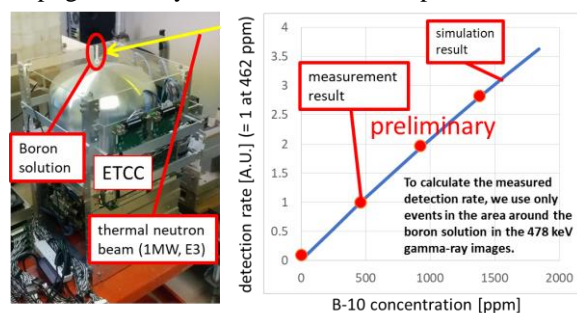 Boron
solution
ETCC
thermal neutron
beam (1MW, E3)
detection rate [A.U.] (= 1 at 462 ppm)
4
3.5
3
2.5
2
1.5
1
0.5
0
simulation
result
measurement
result
preliminary
To calculate the measured
detection rate, we use only
events in the area around the
boron solution in the 478 keV
gamma-ray images.
0
500
1000
1500
2000
B-10 concentration [ppm]